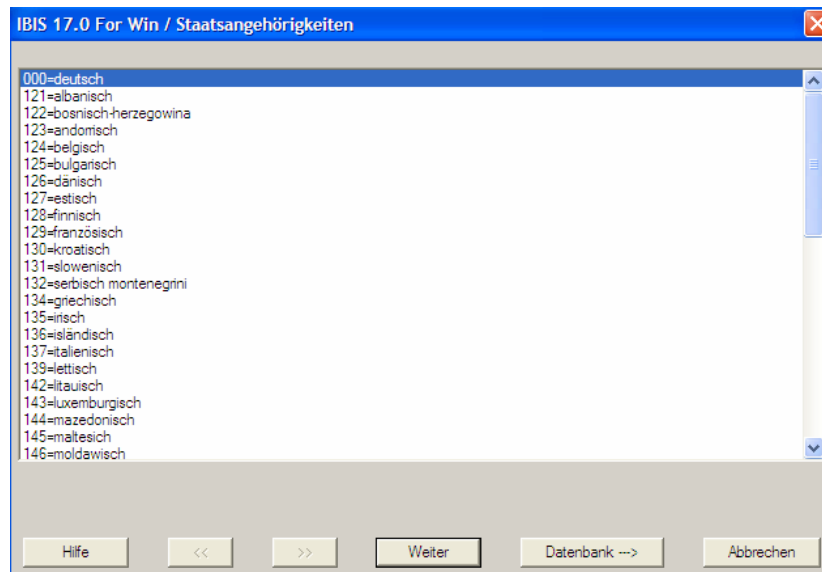 IBIS 17.0 For Win / Staatsangehörigkeiten
000=deutsch
121=albanisch
122=bosnisch-herzegowina
123=andorrisch
124=belgisch
125=bulgarisch
126=dänisch
127=estisch
128=finnisch
129=französisch
130=kroatisch
131=slowenisch
132=serbisch montenegrini
134=griechisch
135=irisch
136=isländisch
137=italienisch
139=lettisch
142=litauisch
143=luxemburgisch
144=mazedonisch
145=maltesich
146=moldawisch
Hilfe << >> Weiter Datenbank ---> Abbrechen